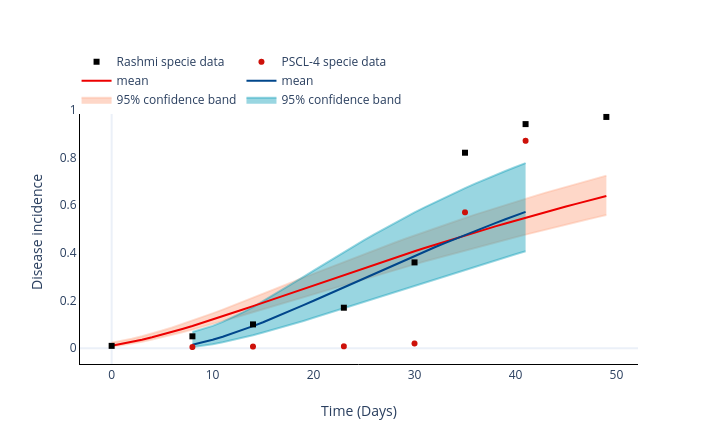 Rashmi specie data PSCL-4 specie data
mean mean
95% confidence band 95% confidence band
1
0.8
0.6
0.4
0.2
0
Disease incidence
0 10 20 30 40 50
Time (Days)